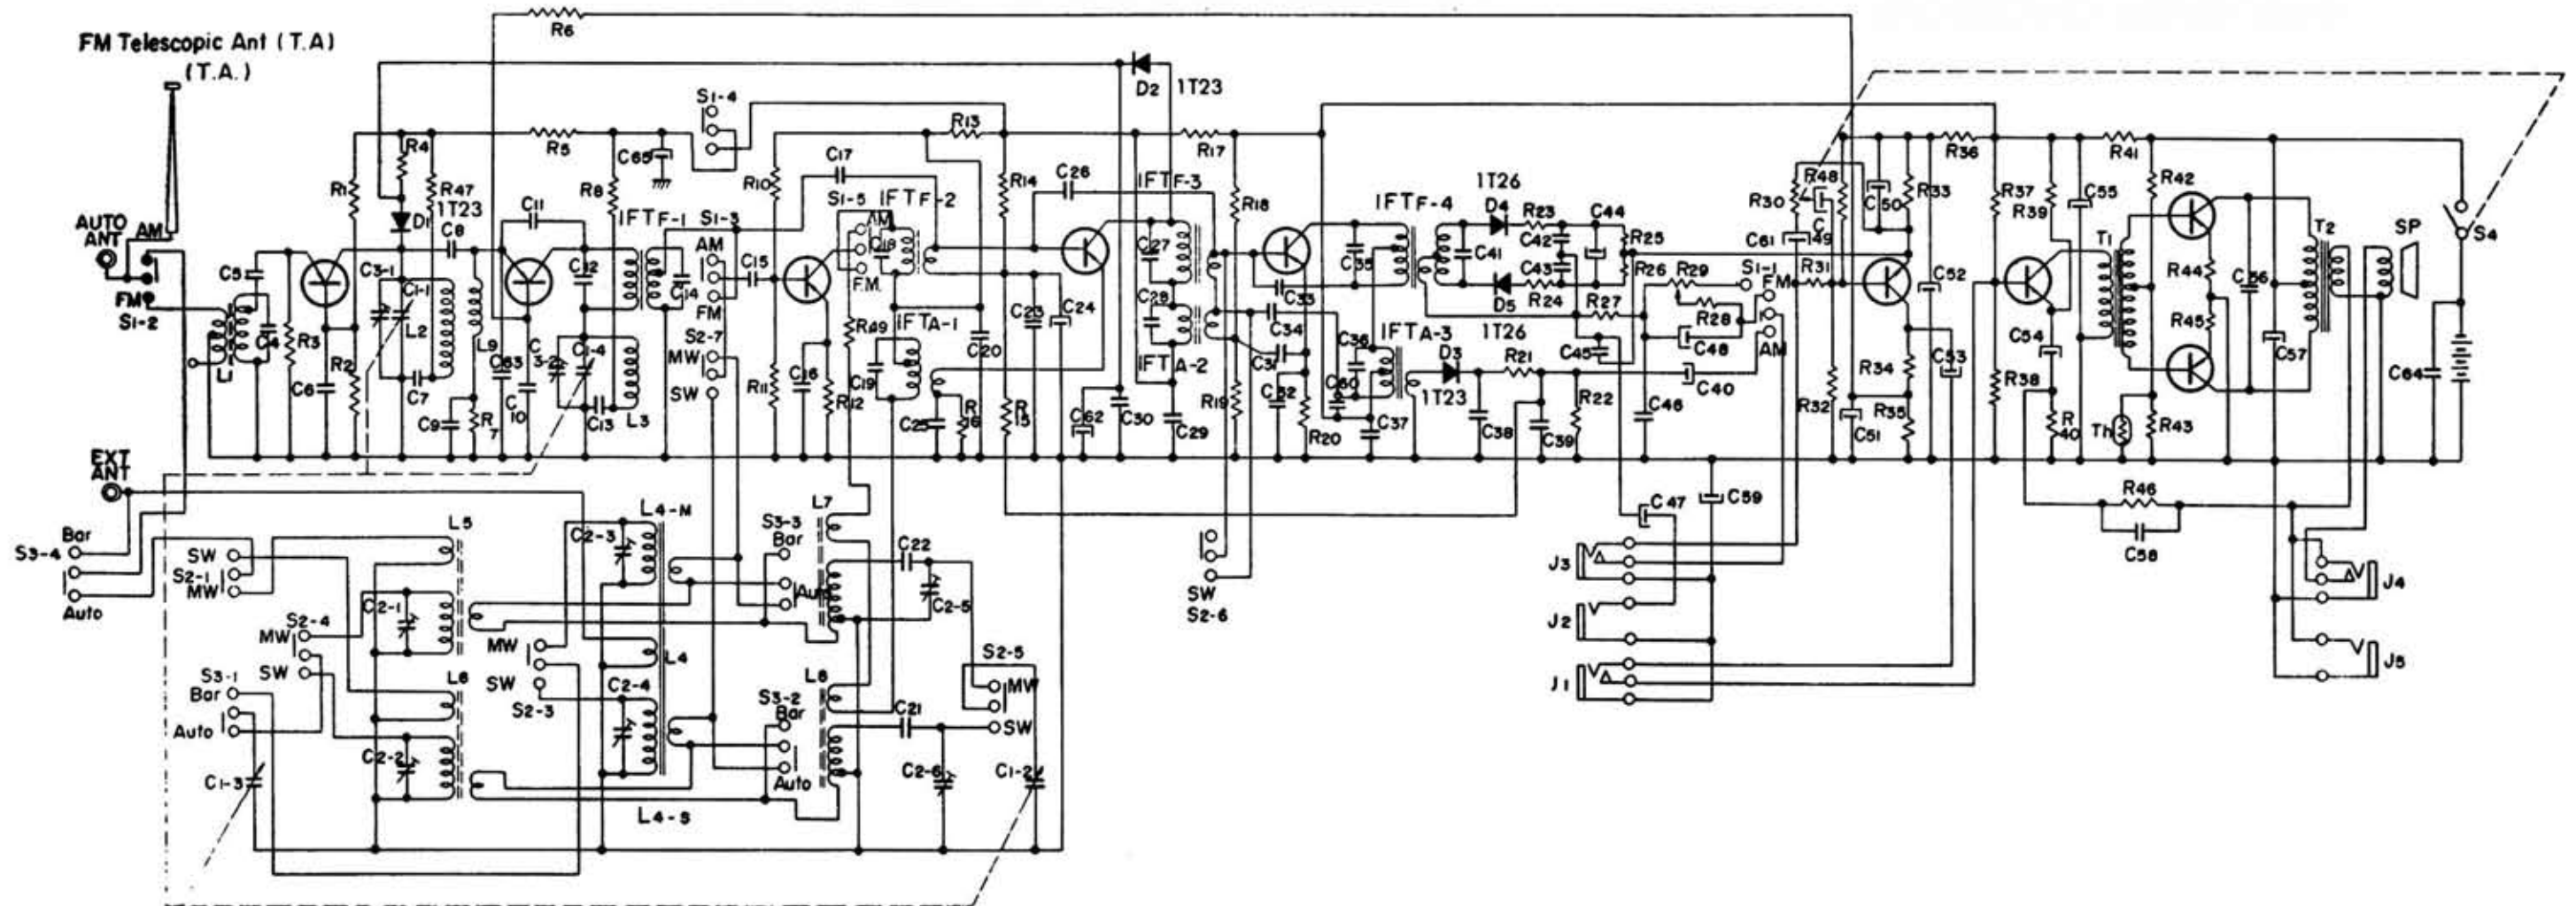 FM Telescopic Ant (T.A)
(T.A.)
AUTO ANT
AM
FM
S1-2
C5
L1
C4
R3
C6
R1
R2
R4
D1
1T23
R47
C8
C3-1
C1-1
L2
C7
L9
C9
R7
C63
C10
R6
R5
C11
C12
C3-2
C1-4
C13
L3
R8
C65
IFTF-1
C14
S1-4
S1-3
AM
FM
S2-7
MW
SW
C15
R10
R11
C16
R12
C17
S1-5
AM
F.M.
C18
IFTF-2
R49
IFTA-1
C19
C20
R13
R14
R15
C23
C24
C25
R16
C26
D2
1T23
C62
C30
IFTF-3
C27
C28
IFTA-2
C29
R17
R18
R19
C31
C32
C33
C34
R20
C35
IFTF-4
C36
C60
C37
IFTA-3
D3
1T23
C38
R21
C39
R22
1T26
D4
R23
C41
C42
C43
C44
D5
R24
1T26
R25
R26
R27
C45
C46
R29
R28
C48
C40
S1-1
FM
AM
R30
C61
R48
C49
R31
R32
C50
R33
C51
R34
R35
C52
C53
R36
R37
R38
R39
C54
R40
C55
R41
T1
Th
R42
R43
R44
R45
C56
C57
T2
SP
S4
C64
R46
C58
J4
J5
EXT ANT
Bar
S3-4
Auto
SW
S2-1
MW
S2-4
MW
SW
S3-1
Bar
Auto
C1-3
L5
C2-1
L6
C2-2
MW
SW
S2-3
C2-3
L4-M
L4
C2-4
L4-S
S3-3
Bar
Auto
S3-2
Bar
Auto
L7
L8
C22
C2-5
C21
C2-6
S2-5
MW
SW
C1-2
SW
S2-6
C47
C59
J3
J2
J1